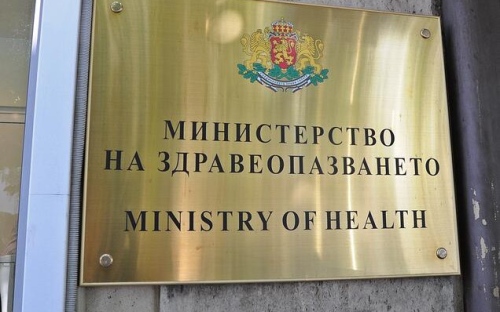 МИНИСТЕРСТВО
НА ЗДРАВЕОПАЗВАНЕТО
MINISTRY OF HEALTH